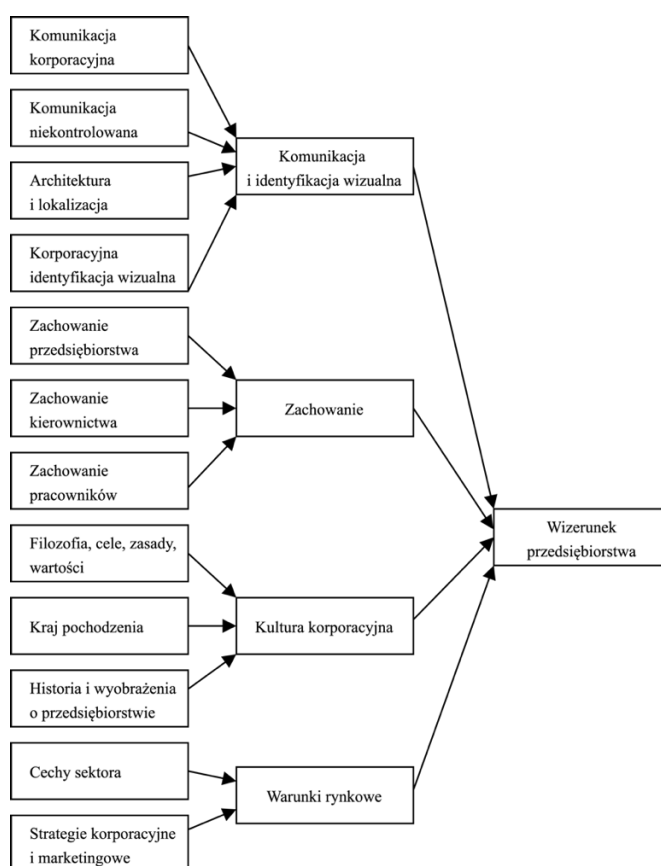 Komunikacja
korporacyjna
Komunikacja
niekontrolowana
Architektura
i lokalizacja
Korporacyjna
identyfikacja wizualna
Komunikacja
i identyfikacja wizualna
Zachowanie
przedsiębiorstwa
Zachowanie
kierownictwa
Zachowanie
pracowników
Zachowanie
Filozofia, cele, zasady,
wartości
Kraj pochodzenia
Historia i wyobrażenia
o przedsiębiorstwie
Kultura korporacyjna
Cechy sektora
Strategie korporacyjne
i marketingowe
Warunki rynkowe
Wizerunek
przedsiębiorstwa